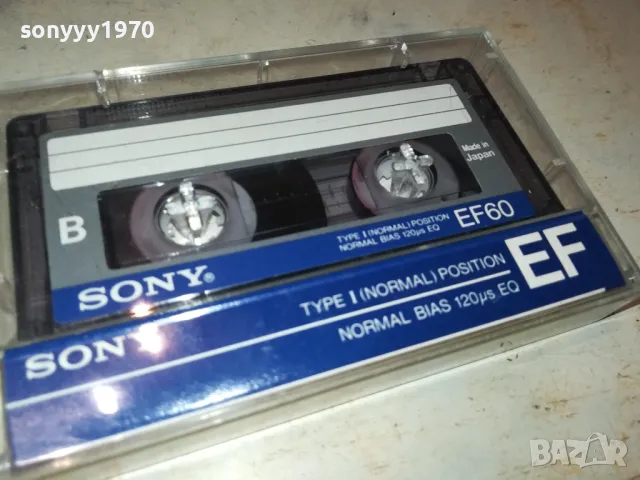 sonyyy1970
Made in
Japan
B
TYPE I (NORMAL) POSITION
NORMAL BIAS 120μs EQ
EF60
SONY®
SONY
TYPE I (NORMAL) POSITION
NORMAL BIAS 120μs EQ
EF
BAZAR